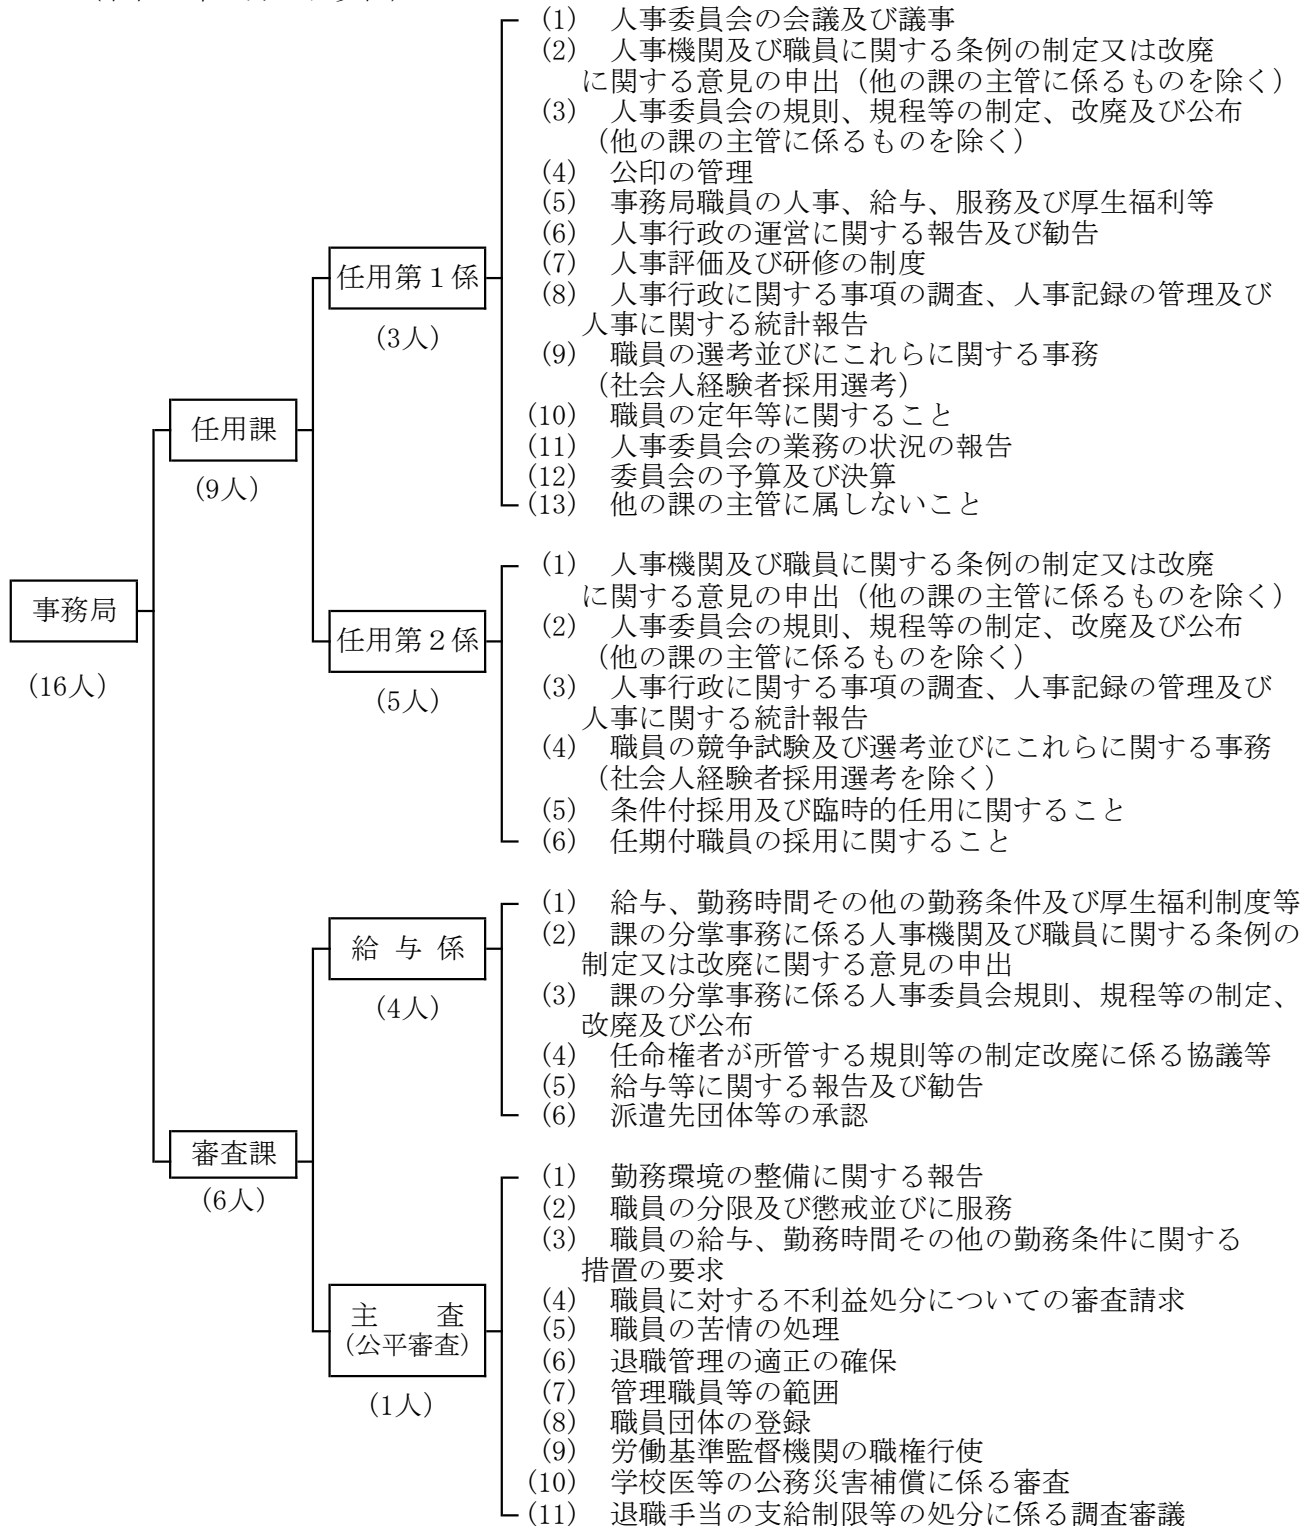 事務局
(16人)
任用課
(9人)
任用第1係
(3人)
(1) 人事委員会の会議及び議事
(2) 人事機関及び職員に関する条例の制定又は改廃
に関する意見の申出（他の課の主管に係るものを除く）
(3) 人事委員会の規則、規程等の制定、改廃及び公布
（他の課の主管に係るものを除く）
(4) 公印の管理
(5) 事務局職員の人事、給与、服務及び厚生福利等
(6) 人事行政の運営に関する報告及び勧告
(7) 人事評価及び研修の制度
(8) 人事行政に関する事項の調査、人事記録の管理及び
人事に関する統計報告
(9) 職員の選考並びにこれらに関する事務
（社会人経験者採用選考）
(10) 職員の定年等に関すること
(11) 人事委員会の業務の状況の報告
(12) 委員会の予算及び決算
(13) 他の課の主管に属しないこと
任用第2係
(5人)
(1) 人事機関及び職員に関する条例の制定又は改廃
に関する意見の申出（他の課の主管に係るものを除く）
(2) 人事委員会の規則、規程等の制定、改廃及び公布
（他の課の主管に係るものを除く）
(3) 人事行政に関する事項の調査、人事記録の管理及び
人事に関する統計報告
(4) 職員の競争試験及び選考並びにこれらに関する事務
（社会人経験者採用選考を除く）
(5) 条件付採用及び臨時的任用に関すること
(6) 任期付職員の採用に関すること
審査課
(6人)
給 与 係
(4人)
(1) 給与、勤務時間その他の勤務条件及び厚生福利制度等
(2) 課の分掌事務に係る人事機関及び職員に関する条例の
制定又は改廃に関する意見の申出
(3) 課の分掌事務に係る人事委員会規則、規程等の制定、
改廃及び公布
(4) 任命権者が所管する規則等の制定改廃に係る協議等
(5) 給与等に関する報告及び勧告
(6) 派遣先団体等の承認
主 査
(公平審査)
(1人)
(1) 勤務環境の整備に関する報告
(2) 職員の分限及び懲戒並びに服務
(3) 職員の給与、勤務時間その他の勤務条件に関する
措置の要求
(4) 職員に対する不利益処分についての審査請求
(5) 職員の苦情の処理
(6) 退職管理の適正の確保
(7) 管理職員等の範囲
(8) 職員団体の登録
(9) 労働基準監督機関の職権行使
(10) 学校医等の公務災害補償に係る審査
(11) 退職手当の支給制限等の処分に係る調査審議